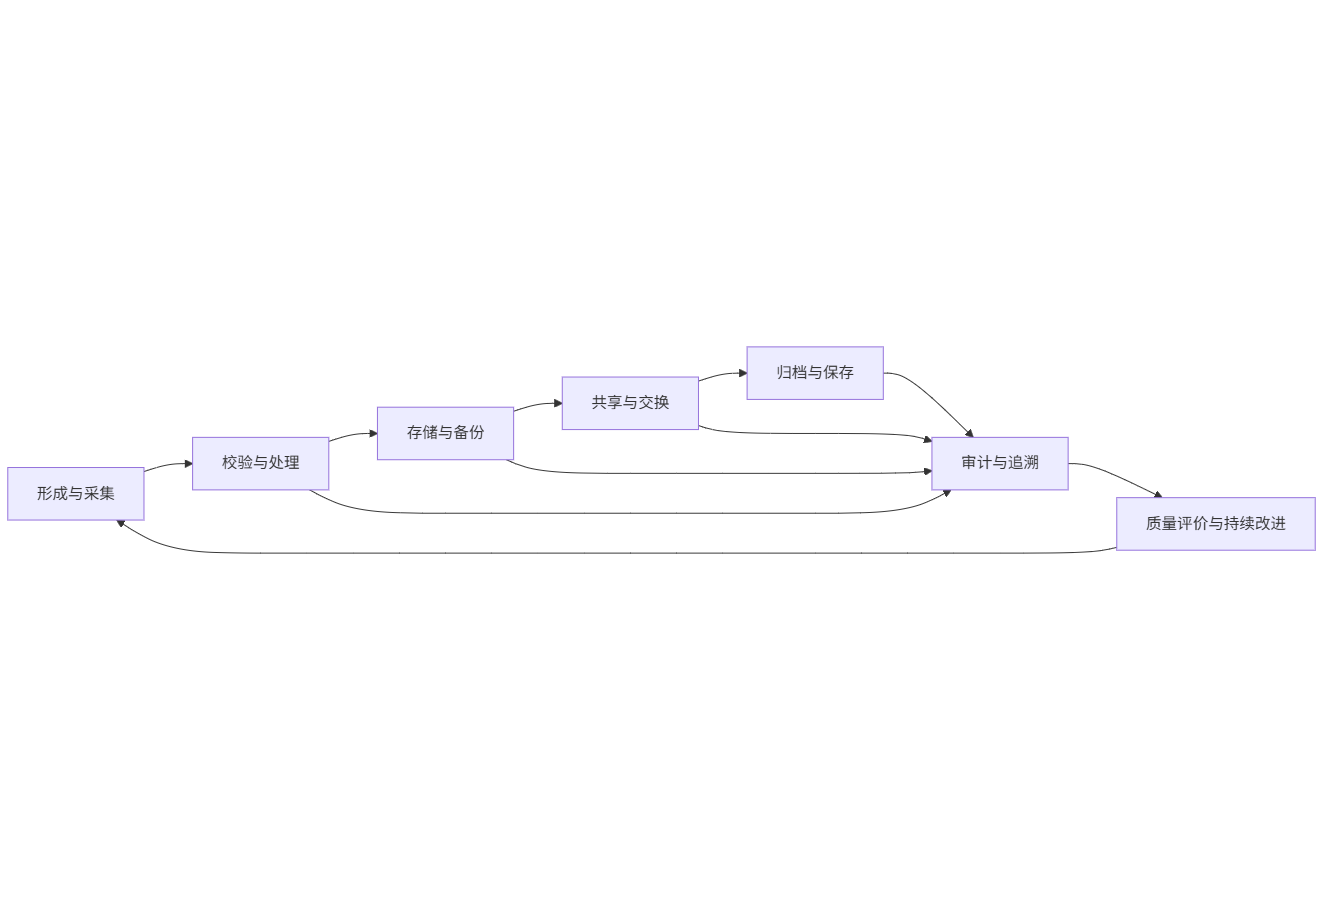 形成与采集
校验与处理
存储与备份
共享与交换
归档与保存
审计与追溯
质量评价与持续改进